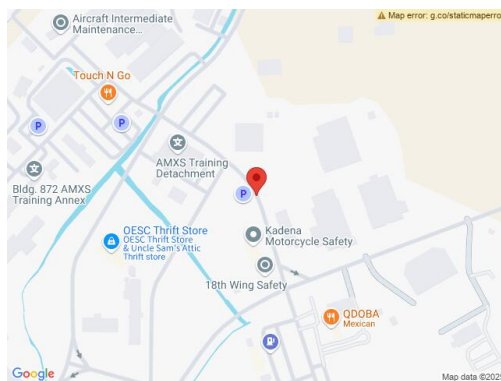 Aircraft Intermediate
Maintenance...
Map error: g.co/staticmaperro
Touch N Go
P
P
AMXS Training
Detachment
Bldg. 872 AMXS
Training Annex
P
OESC Thrift Store
OESC Thrift Store
& Uncle Sam's Attic
Thrift store
Kadena
Motorcycle Safety
18th Wing Safety
QDOBA
Mexican
Google
Map data ©2025